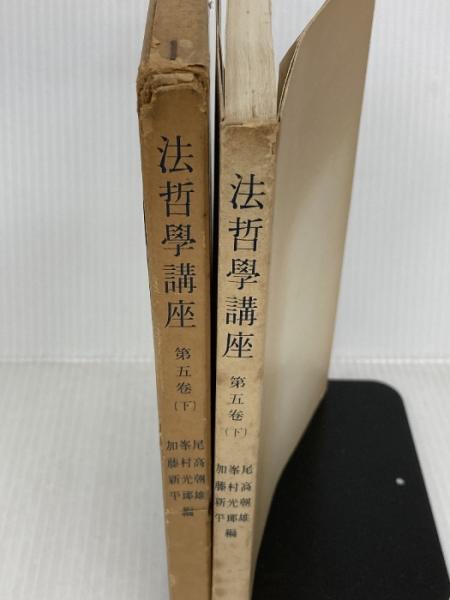 法哲學講座
第五卷
(下)
尾高朝雄
峯村光郎
加藤新平
編
法哲學講座
第五卷
(下)
尾高朝雄
峯村光郎
加藤新平
編